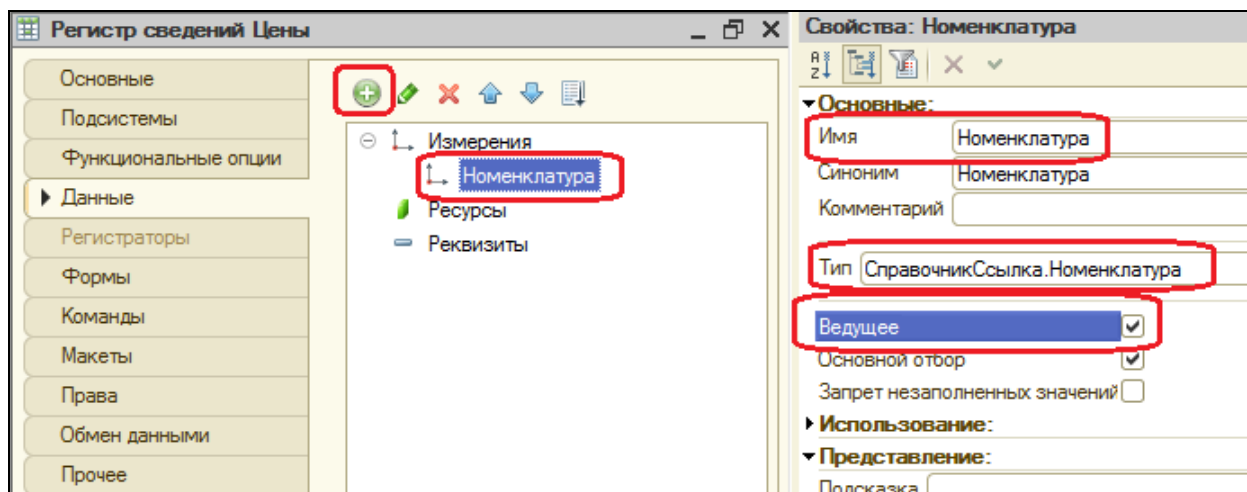 Регистр сведений Цены
Основные
Подсистемы
Функциональные опции
Данные
Регистраторы
Формы
Команды
Макеты
Права
Обмен данными
Прочее
Измерения
Номенклатура
Ресурсы
Реквизиты
Свойства: Номенклатура
Основные:
Имя Номенклатура
Синоним Номенклатура
Комментарий
Тип СправочникСсылка.Номенклатура
Ведущее
Основной отбор
Запрет незаполненных значений
Использование:
Представление:
Подсказка